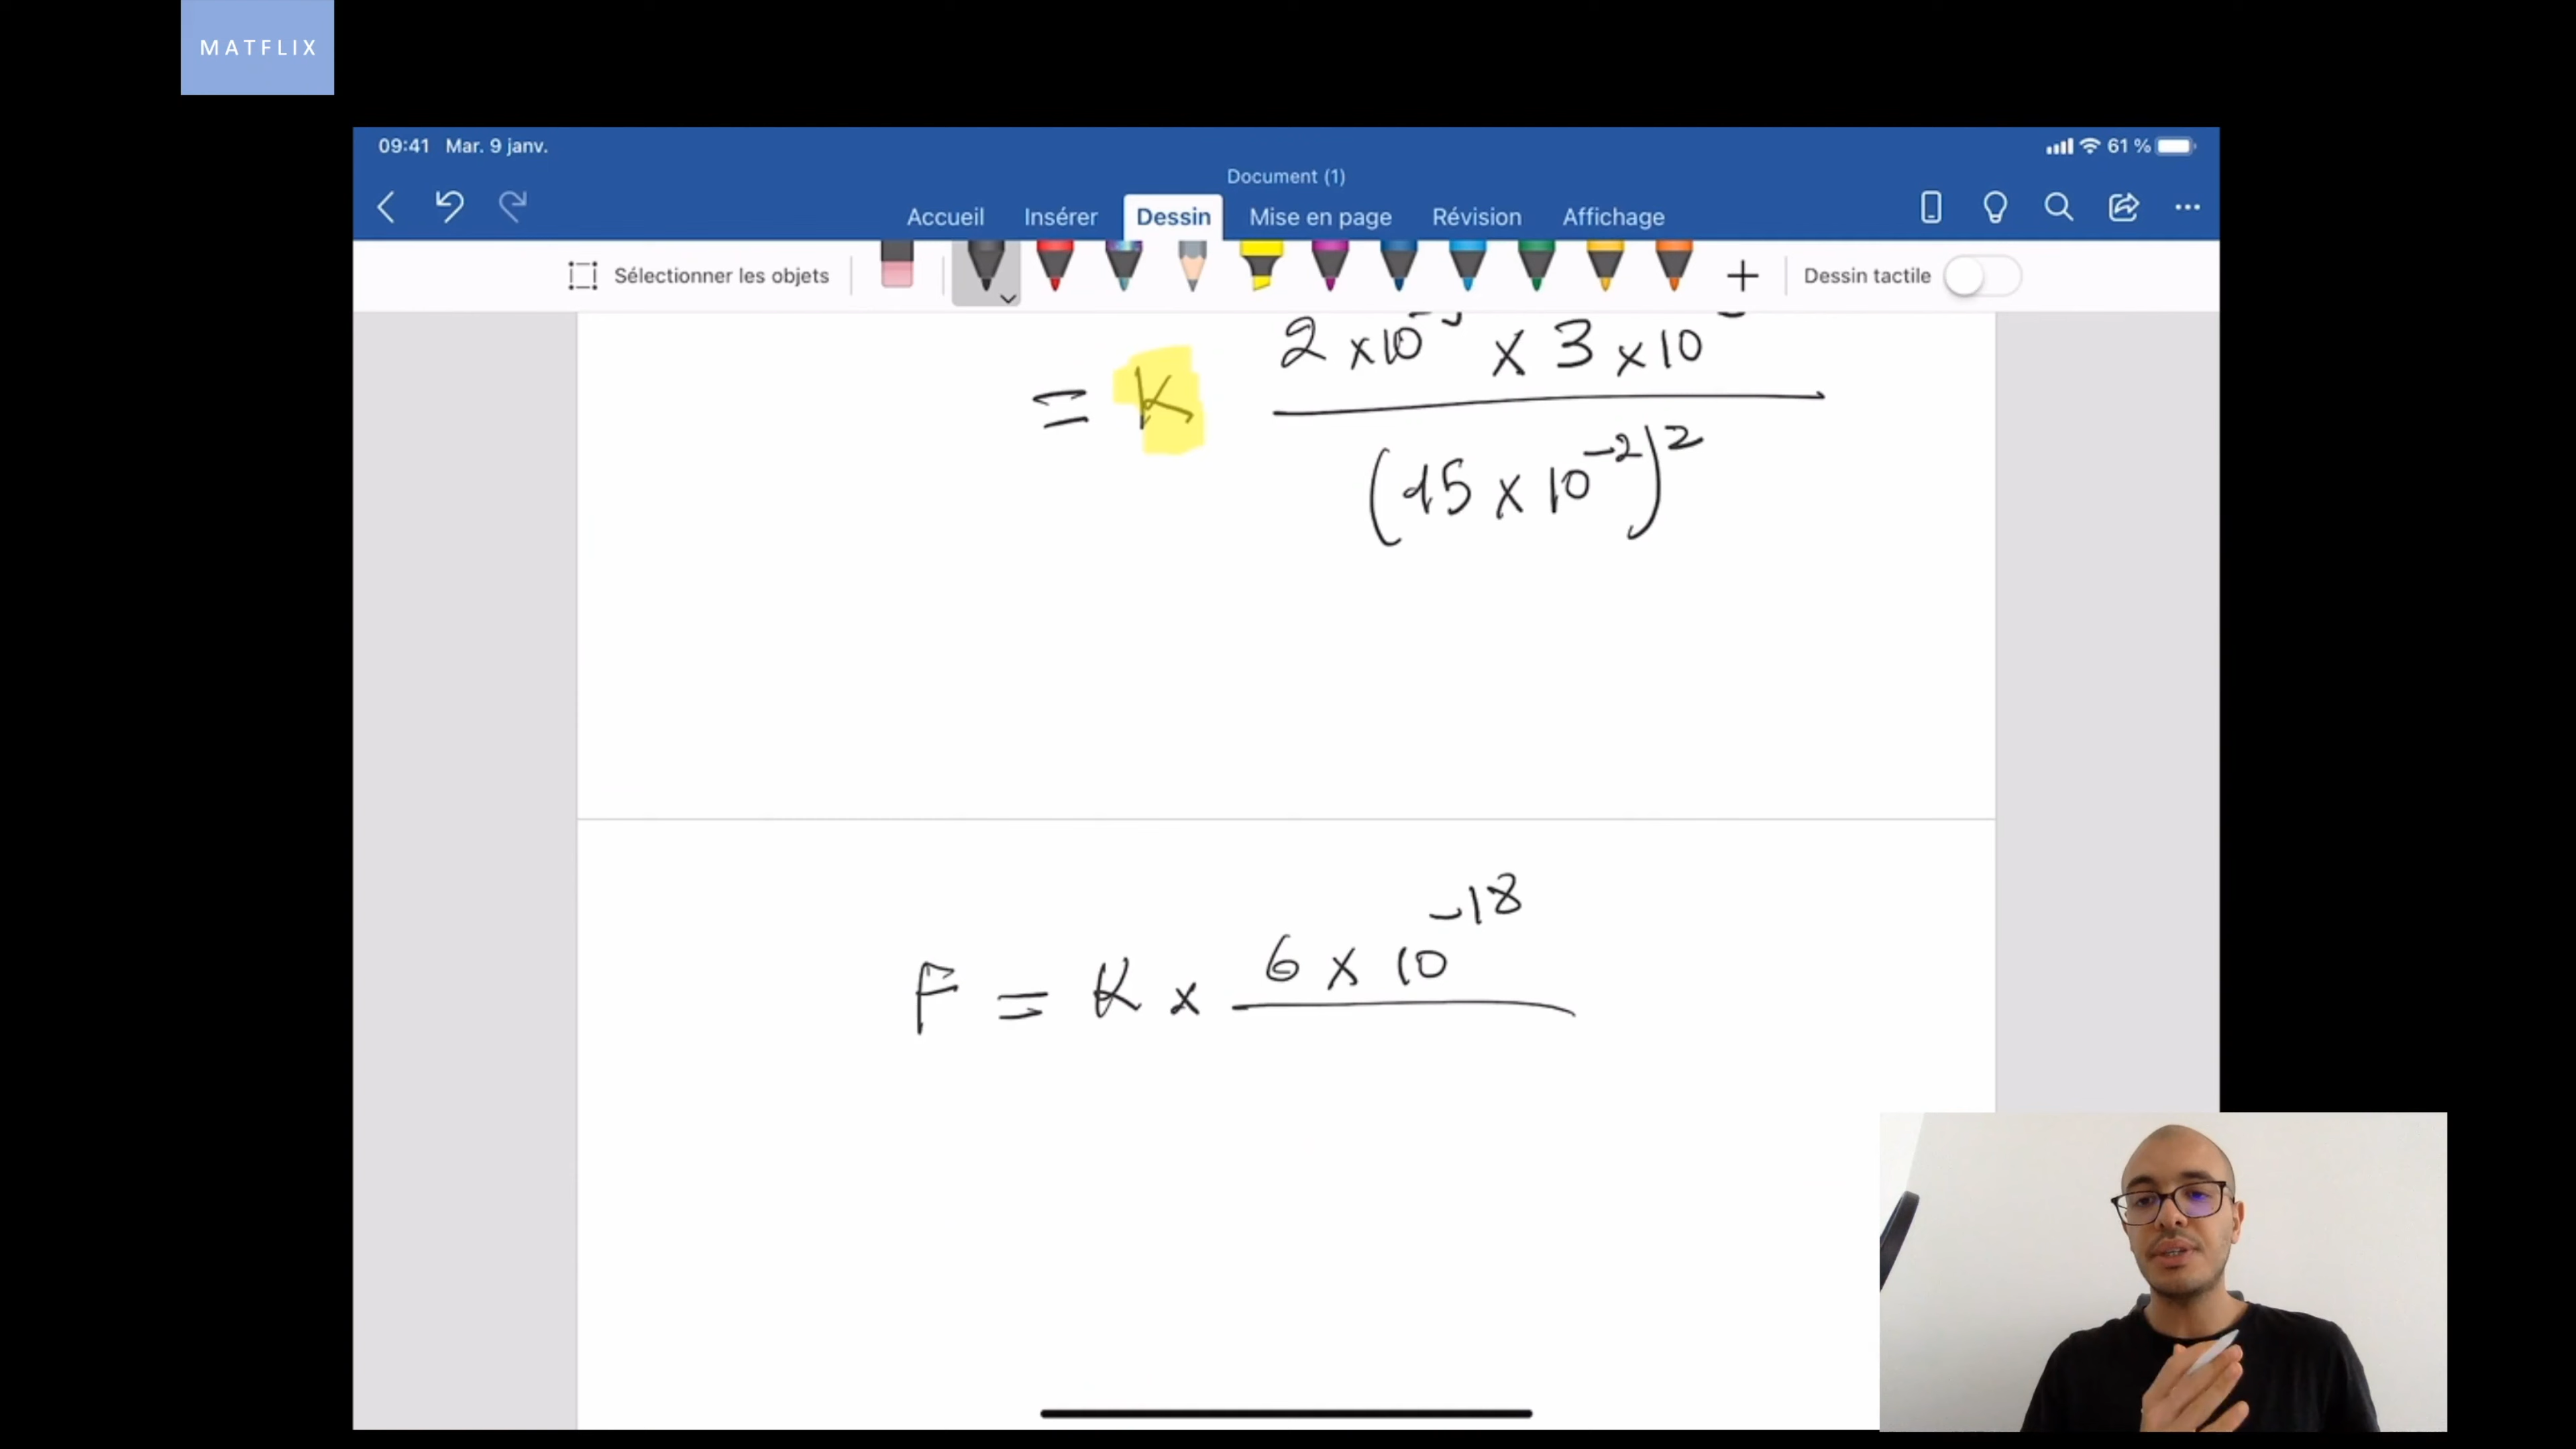 MATFLIX
09:41 Mar. 9 janv. 61 %
Document (1)
Accueil Insérer Dessin Mise en page Révision Affichage
Sélectionner les objets Dessin tactile
2 × 10 × 3 × 10
= K
(15 × 10⁻²)²
6 × 10⁻¹⁸
F = K ×